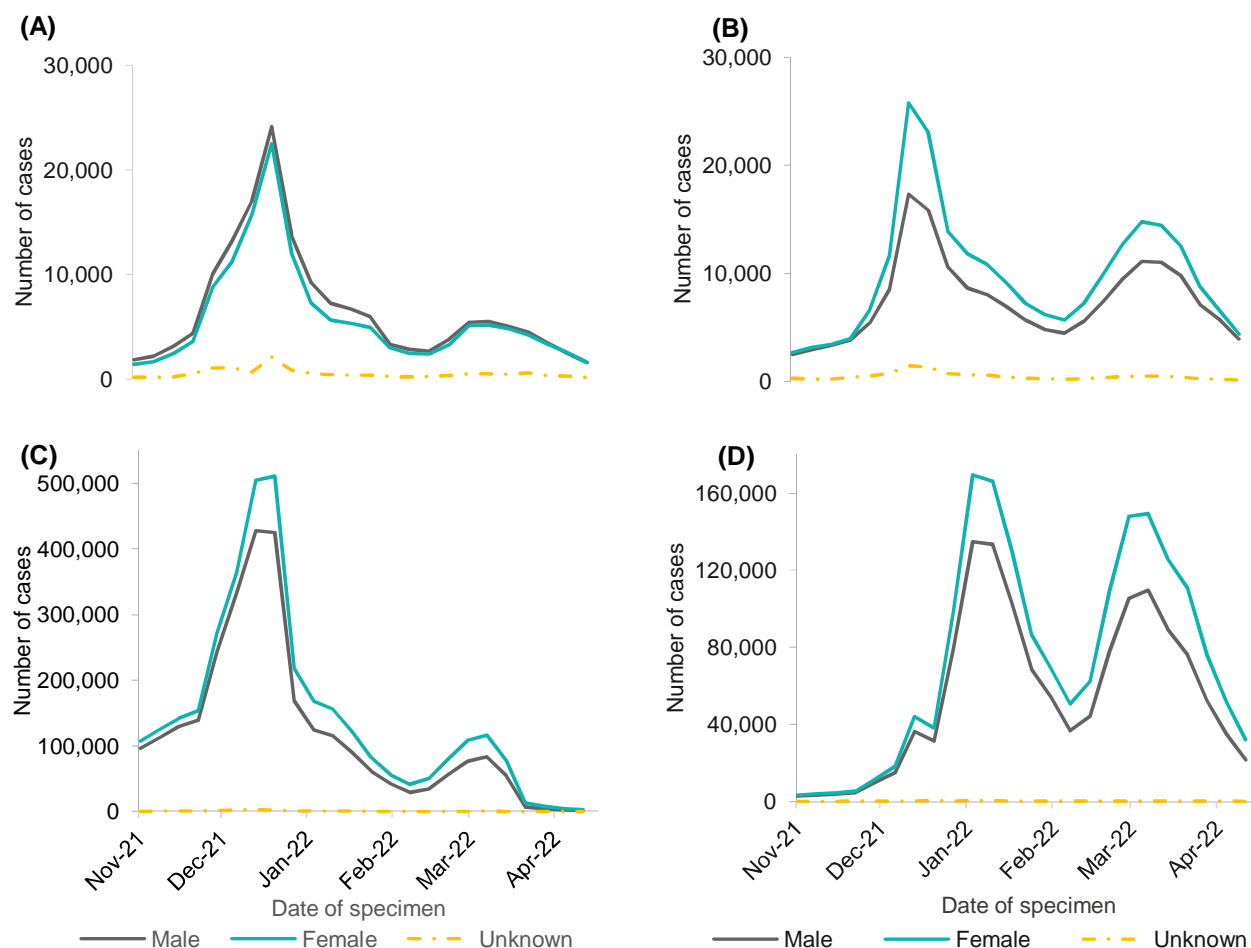 (A)
30,000
20,000
10,000
0
Number of cases
(B)
30,000
20,000
10,000
0
Number of cases
(C)
500,000
400,000
300,000
200,000
100,000
0
Number of cases
Nov-21
Dec-21
Jan-22
Feb-22
Mar-22
Apr-22
Date of specimen
Male Female Unknown
(D)
160,000
120,000
80,000
40,000
0
Number of cases
Nov-21
Dec-21
Jan-22
Feb-22
Mar-22
Apr-22
Date of specimen
Male Female Unknown